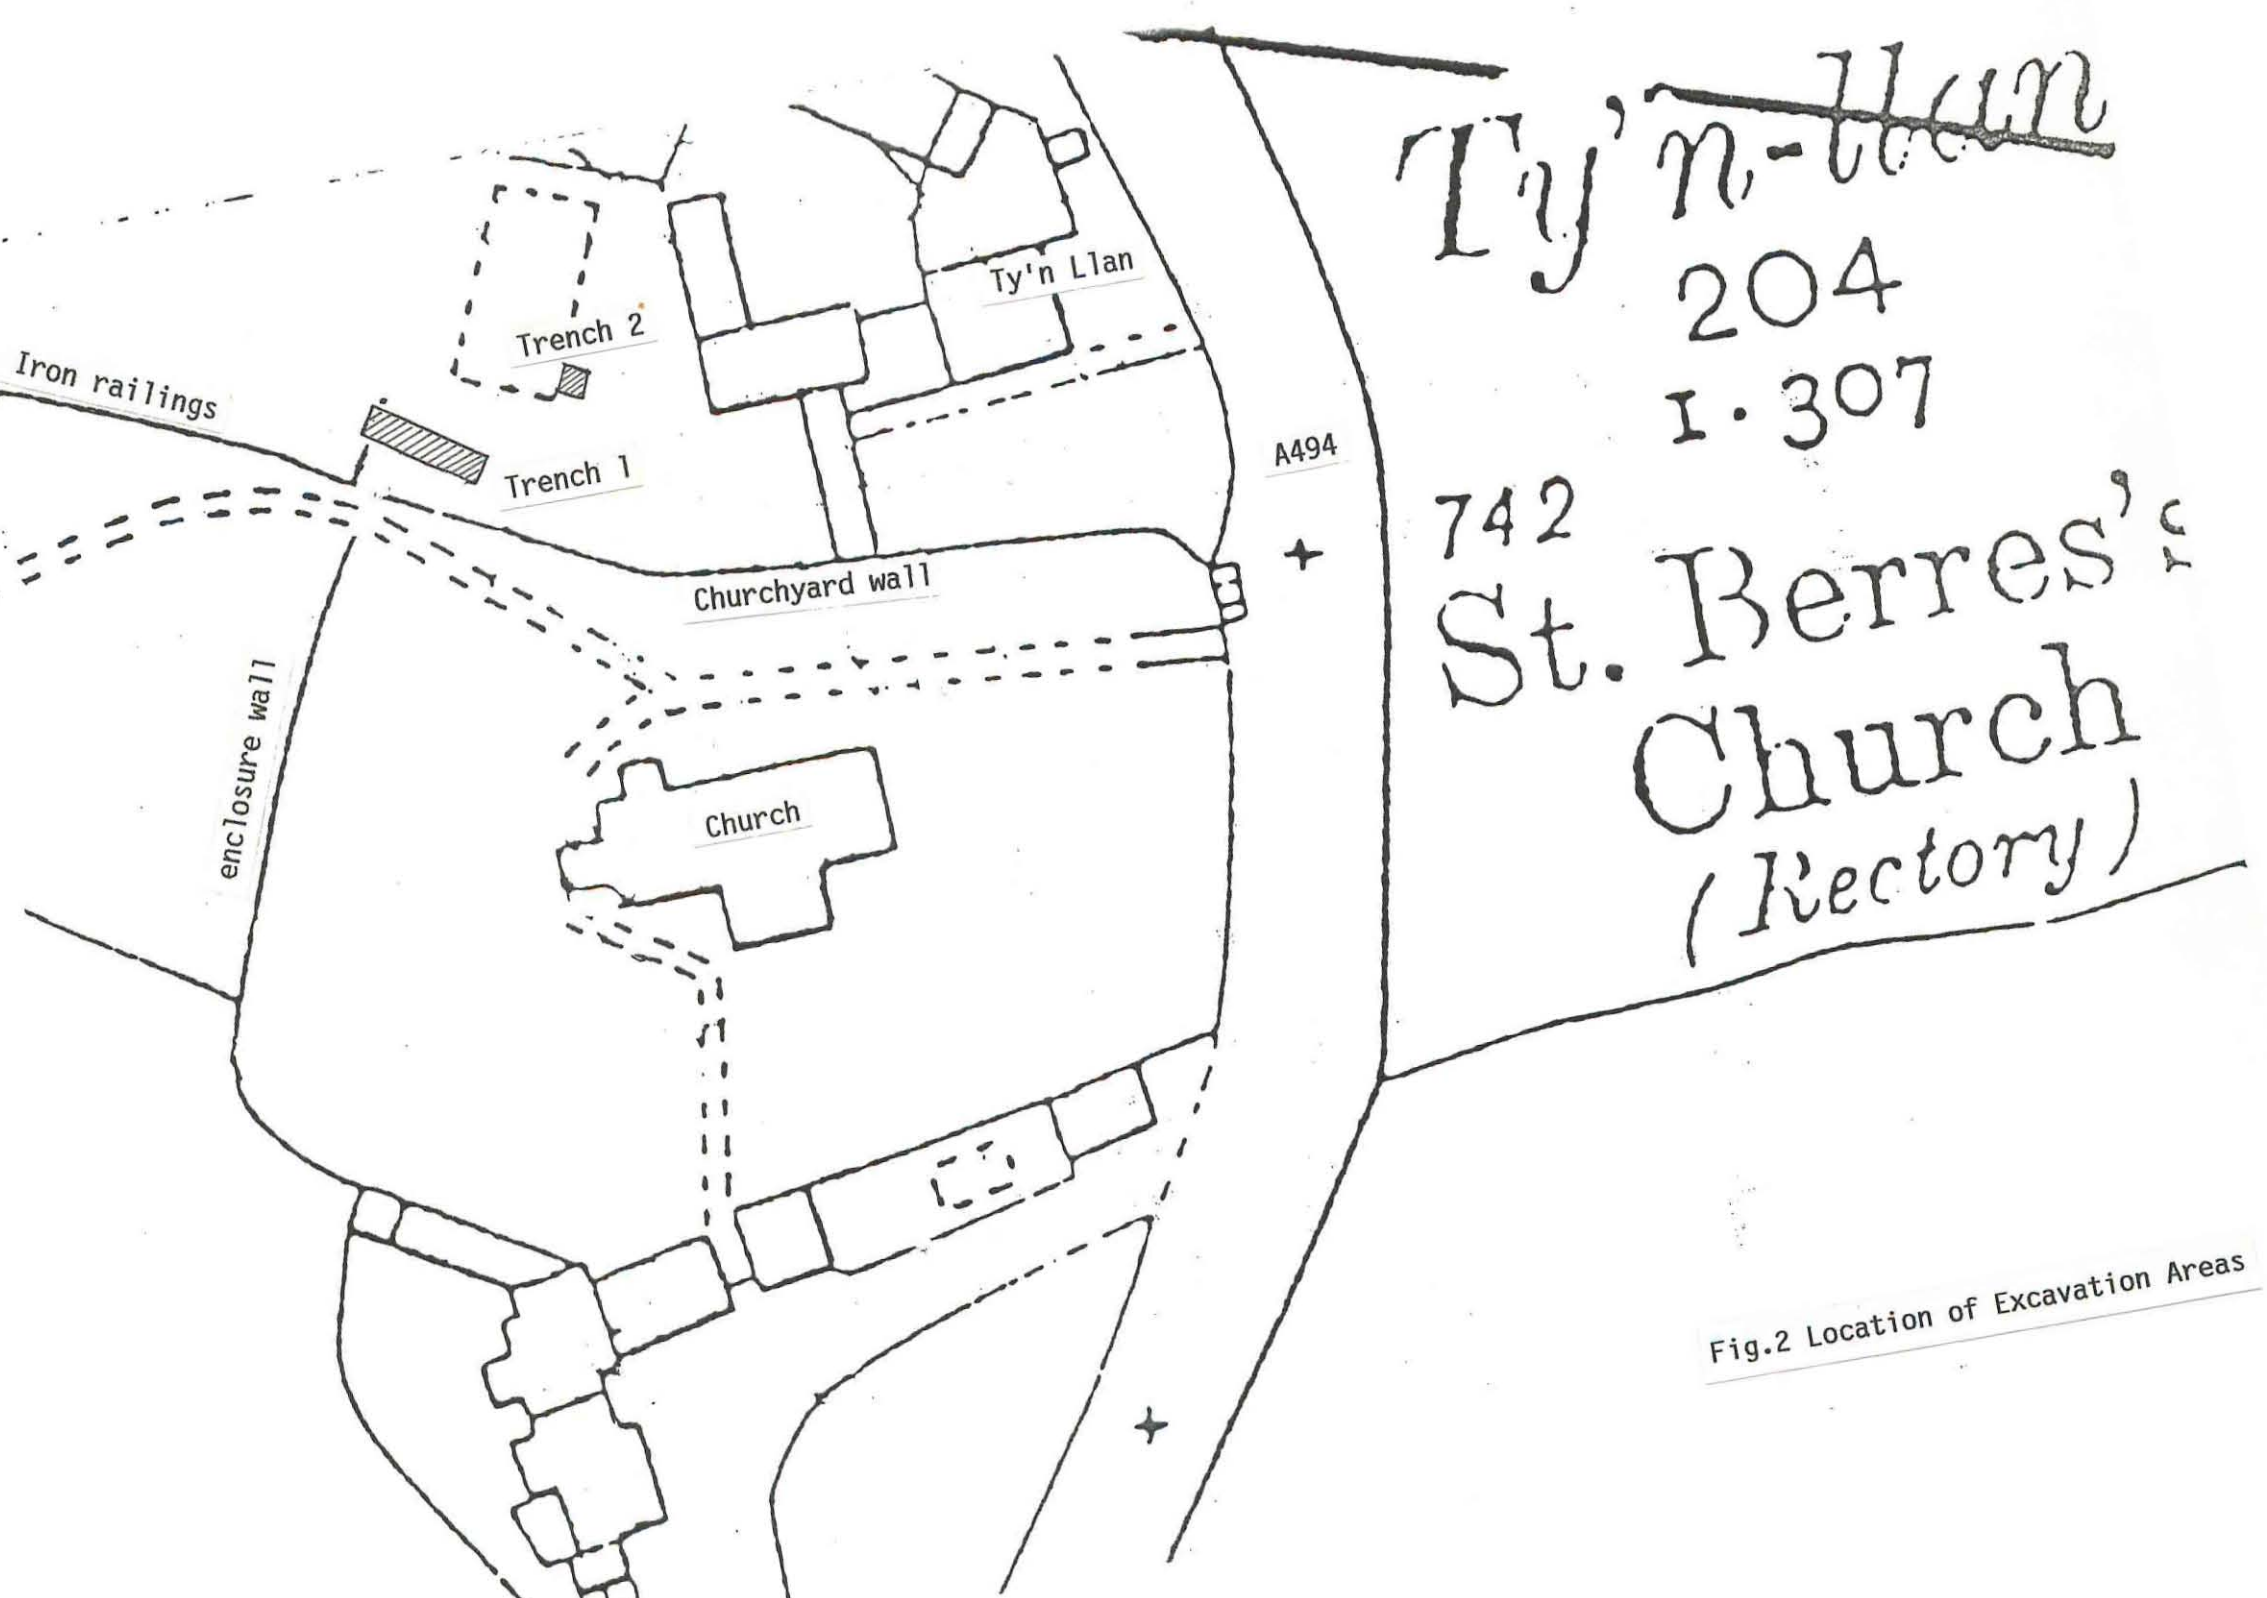 Ty'n-llan
204
1.307
742
St. Berres's
Church
(Rectory)
Ty'n Llan
Trench 2
Iron railings
Trench 1
A494
Churchyard wall
enclosure wall
Church
Fig.2 Location of Excavation Areas